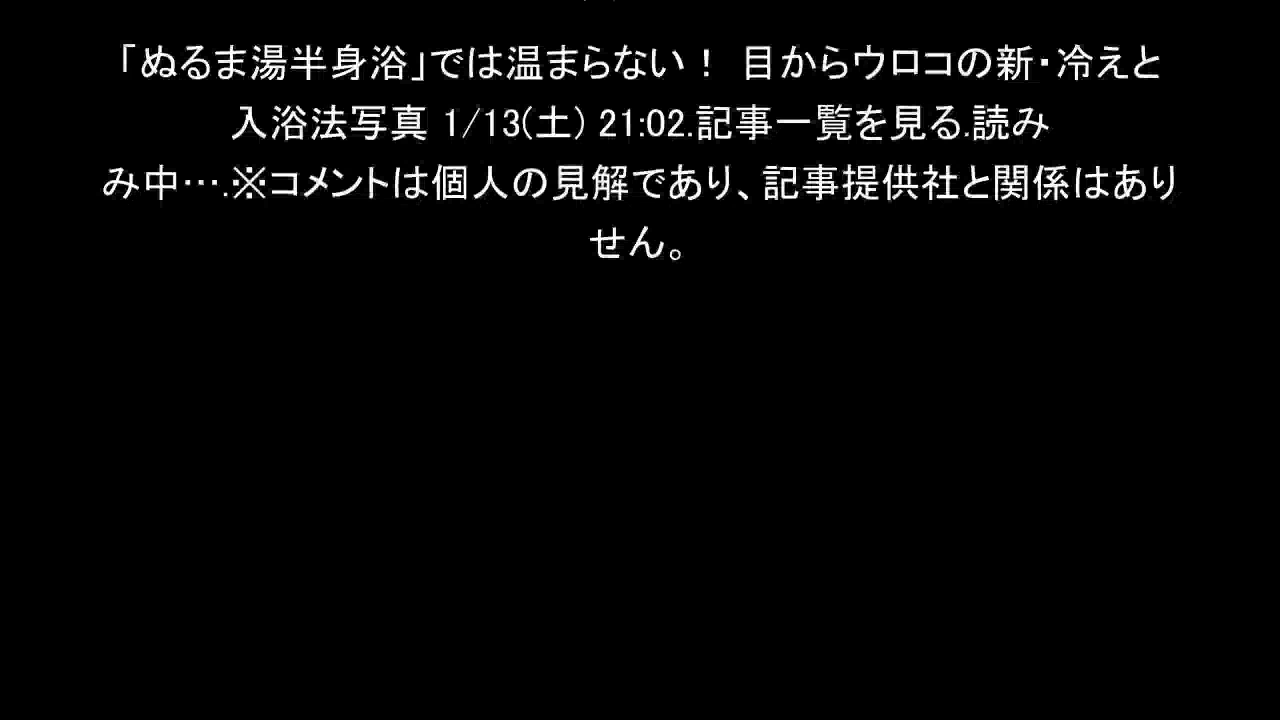 「ぬるま湯半身浴」では温まらない！ 目からウロコの新・冷えと
入浴法写真 1/13(土) 21:02.記事一覧を見る.読み
み中….※コメントは個人の見解であり、記事提供社と関係はあり
せん。